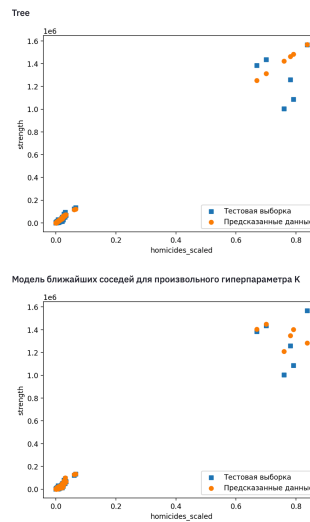 Tree
1e6
1.6
1.4
1.2
1.0
0.8
0.6
0.4
0.2
0.0
strength
0.0 0.2 0.4 0.6 0.8
homicides_scaled
Тестовая выборка
Предсказанные данные
Модель ближайших соседей для произвольного гиперпараметра K
1e6
1.6
1.4
1.2
1.0
0.8
0.6
0.4
0.2
0.0
strength
0.0 0.2 0.4 0.6 0.8
homicides_scaled
Тестовая выборка
Предсказанные данные